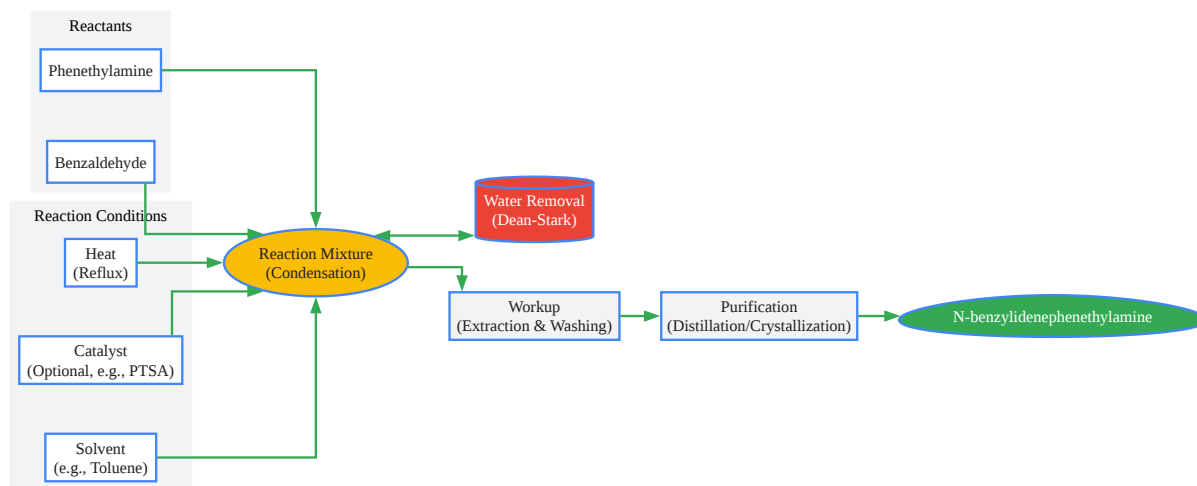 Reactants
Phenethylamine
Benzaldehyde
Reaction Conditions
Heat
(Reflux)
Catalyst
(Optional, e.g., PTSA)
Solvent
(e.g., Toluene)
Reaction Mixture
(Condensation)
Water Removal
(Dean-Stark)
Workup
(Extraction & Washing)
Purification
(Distillation/Crystallization)
N-benzylidenephenethylamine